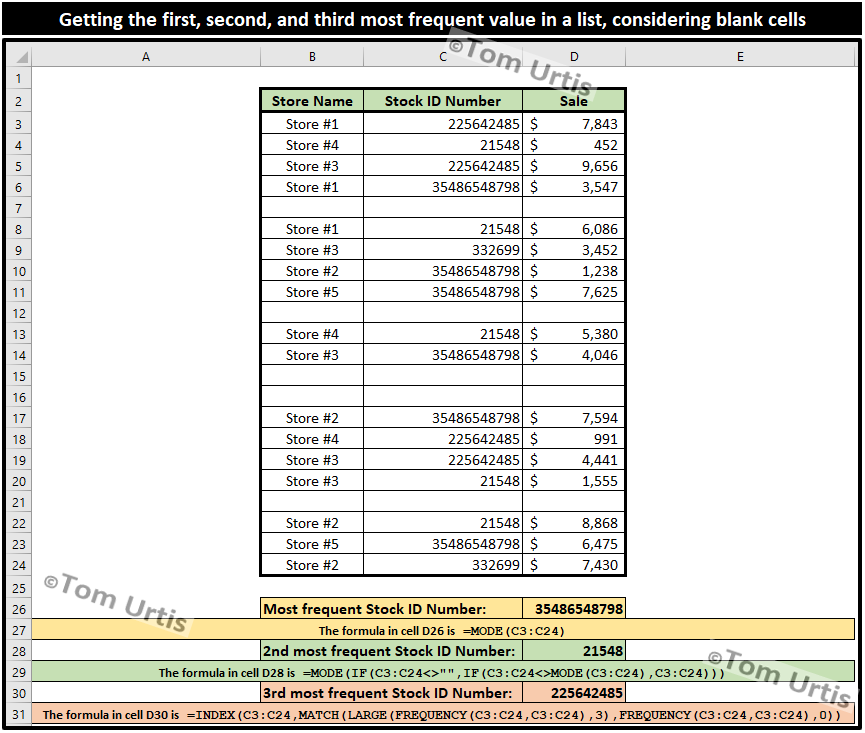 Getting the first, second, and third most frequent value in a list, considering blank cells
©Tom Urtis
A B C D E
1
2 Store Name Stock ID Number Sale
3 Store #1 225642485 $ 7,843
4 Store #4 21548 $ 452
5 Store #3 225642485 $ 9,656
6 Store #1 35486548798 $ 3,547
7
8 Store #1 21548 $ 6,086
9 Store #3 332699 $ 3,452
10 Store #2 35486548798 $ 1,238
11 Store #5 35486548798 $ 7,625
12
13 Store #4 21548 $ 5,380
14 Store #3 35486548798 $ 4,046
15
16
17 Store #2 35486548798 $ 7,594
18 Store #4 225642485 $ 991
19 Store #3 225642485 $ 4,441
20 Store #3 21548 $ 1,555
21
22 Store #2 21548 $ 8,868
23 Store #5 35486548798 $ 6,475
24 Store #2 332699 $ 7,430
25
©Tom Urtis
26 Most frequent Stock ID Number: 35486548798
27 The formula in cell D26 is =MODE(C3:C24)
28 2nd most frequent Stock ID Number: 21548
29 The formula in cell D28 is =MODE(IF(C3:C24<>"",IF(C3:C24<>MODE(C3:C24),C3:C24)))
©Tom Urtis
30 3rd most frequent Stock ID Number: 225642485
31 The formula in cell D30 is =INDEX(C3:C24,MATCH(LARGE(FREQUENCY(C3:C24,C3:C24),3),FREQUENCY(C3:C24,C3:C24),0))